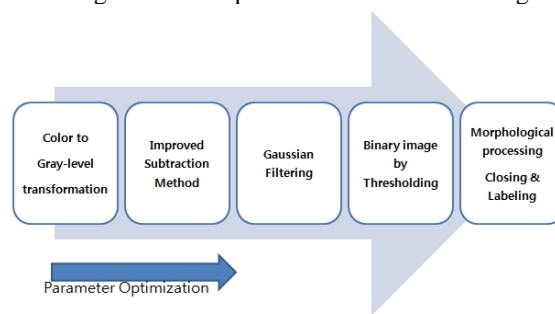 Color to
Gray-level
transformation
Improved
Subtraction
Method
Gaussian
Filtering
Binary image
by
Thresholding
Morphological
processing
Closing &
Labeling
Parameter Optimization